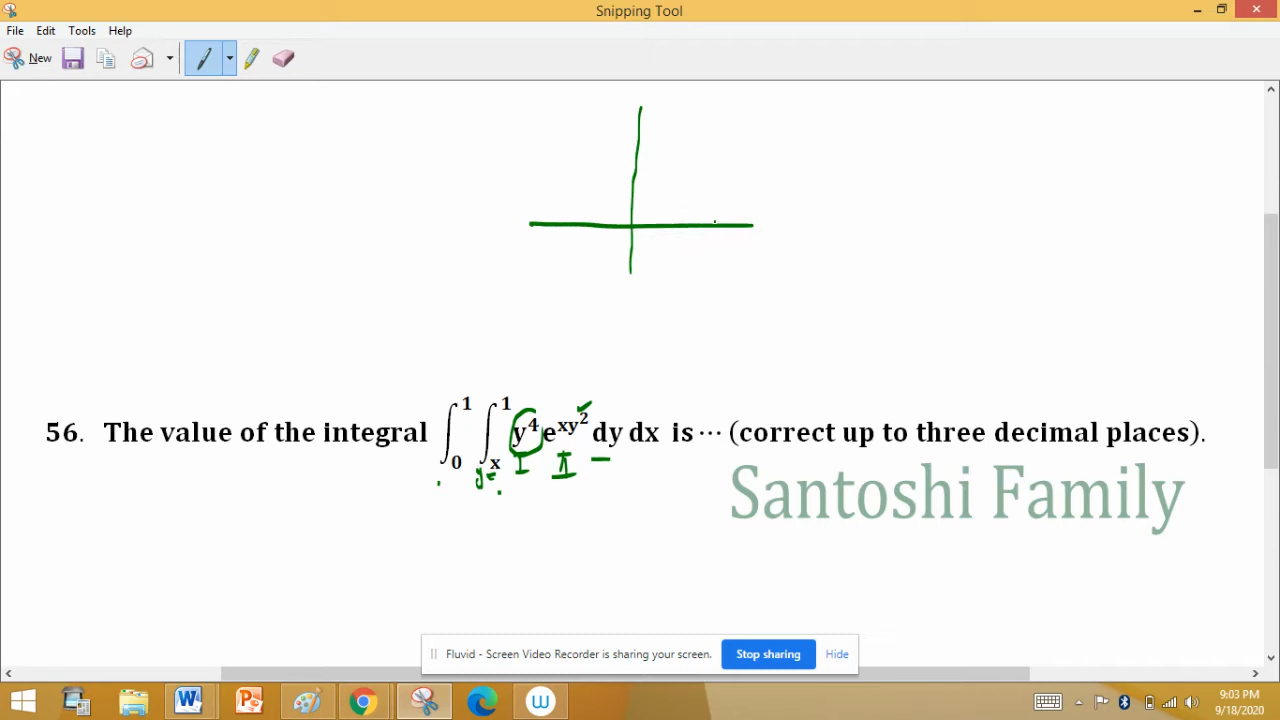 Snipping Tool
File Edit Tools Help
New
56. The value of the integral ∫₀¹ ∫ₓ¹ y⁴ e^{xy²} dy dx is ⋯ (correct up to three decimal places).
y= I II
Santoshi Family
Fluvid - Screen Video Recorder is sharing your screen. Stop sharing Hide
9:03 PM
9/18/2020